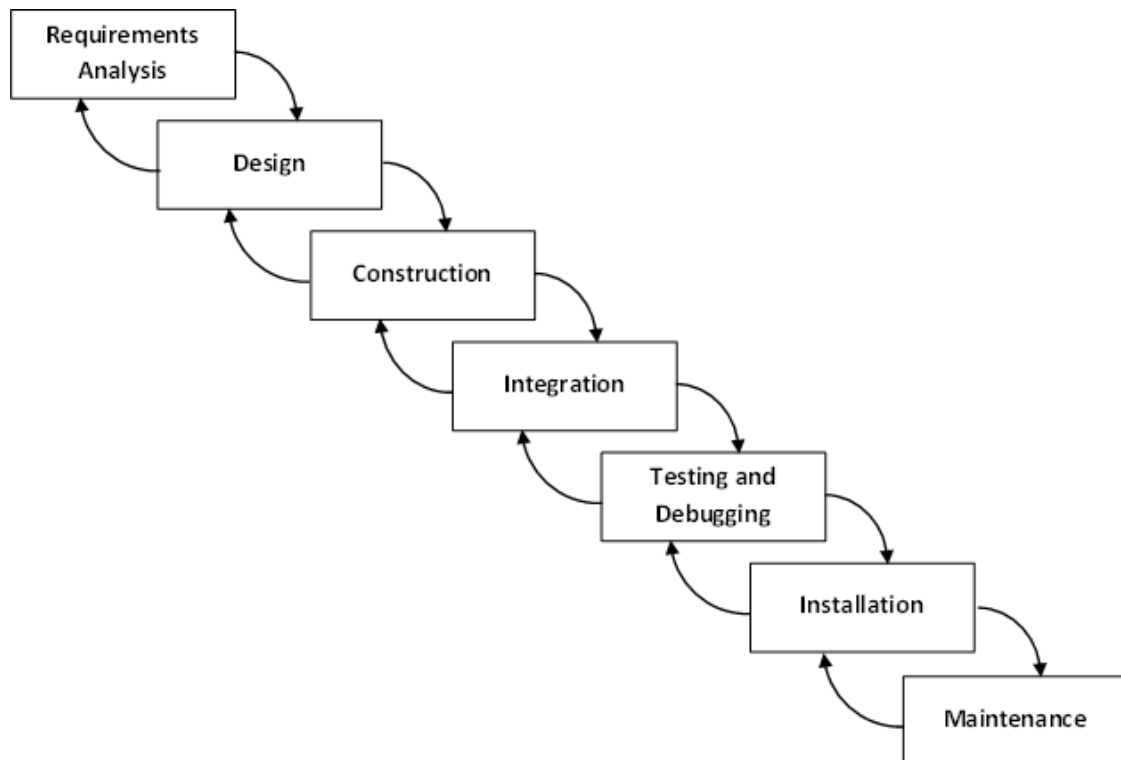 Requirements
Analysis
Design
Construction
Integration
Testing and
Debugging
Installation
Maintenance